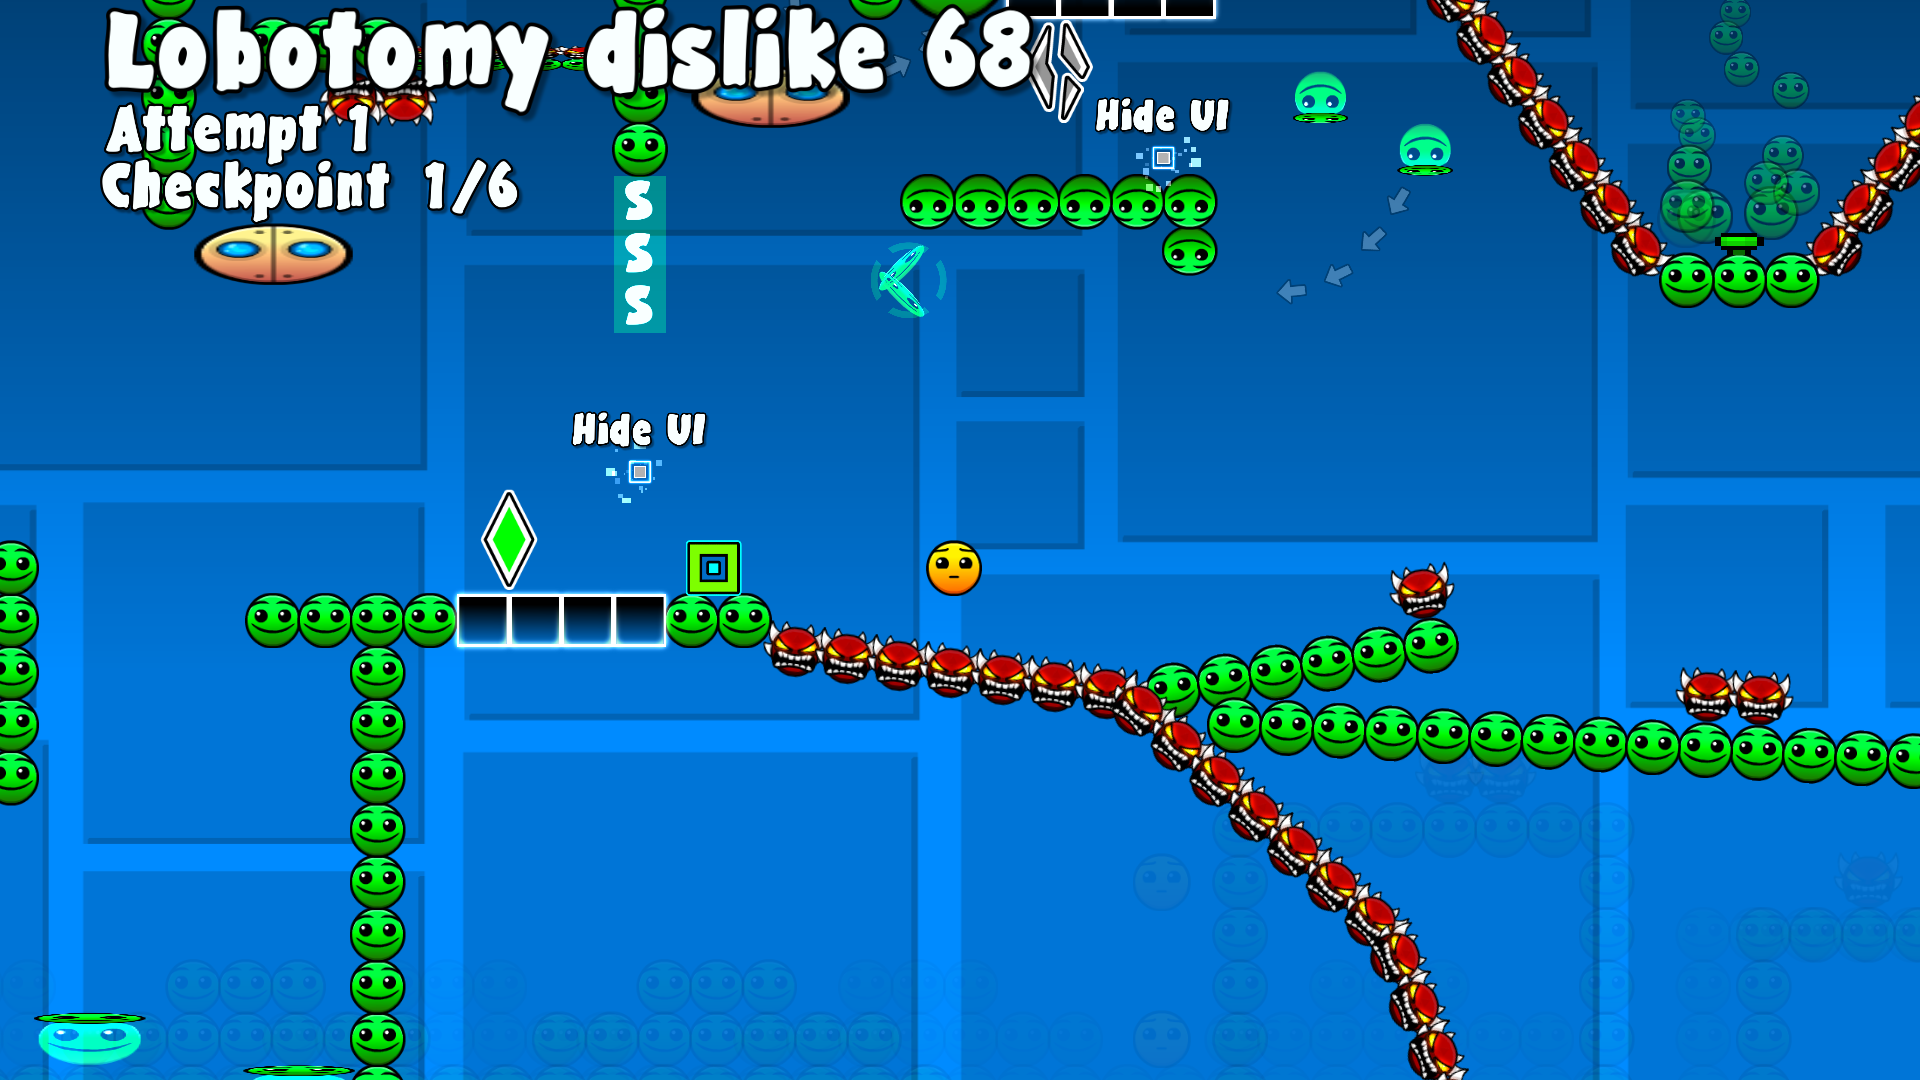 Lobotomy dislike 68
Attempt 1
Checkpoint 1/6
Hide UI
S
S
S
Hide UI